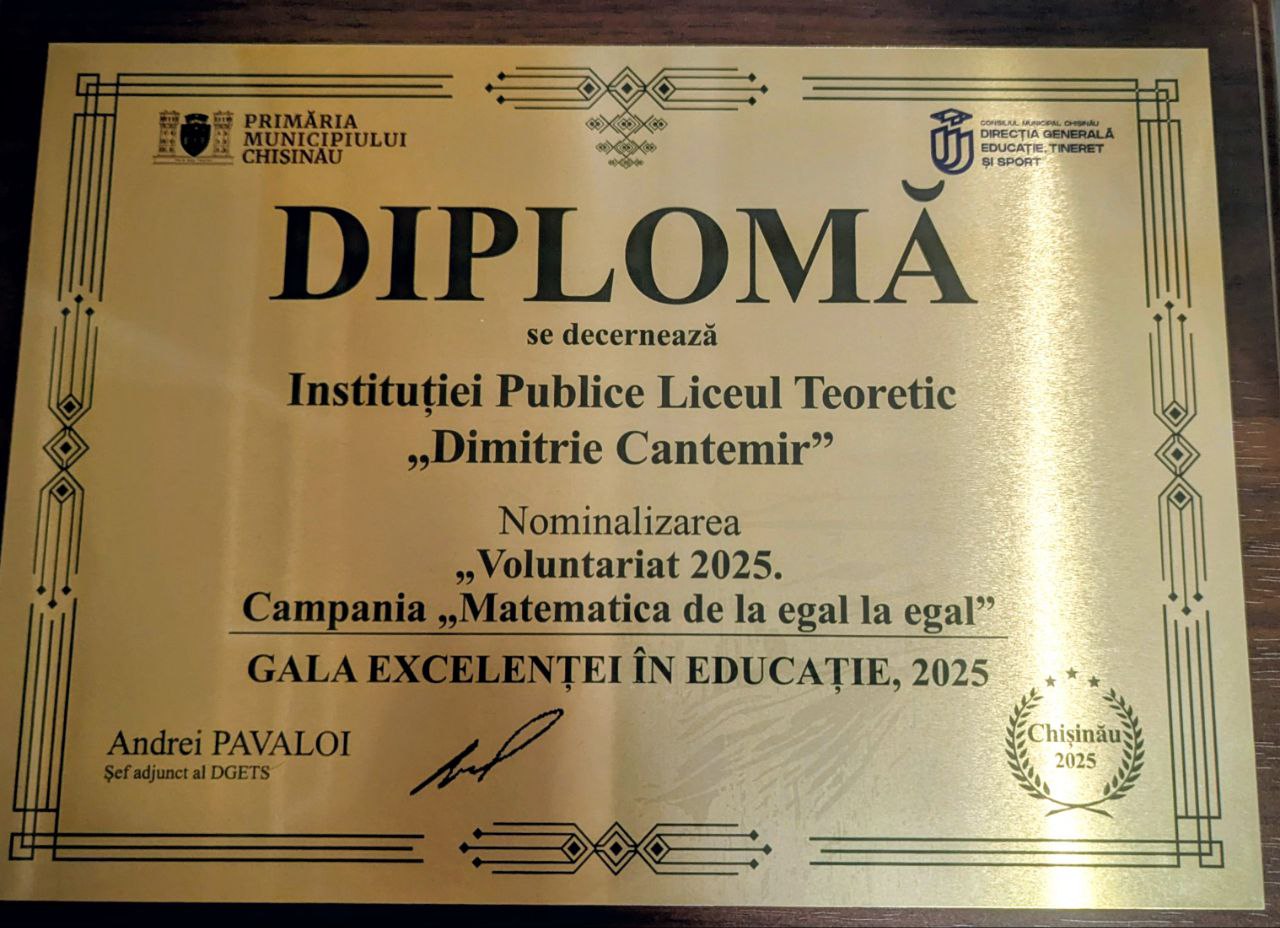 PRIMĂRIA
MUNICIPIULUI
CHIȘINĂU
CONSILIUL MUNICIPAL CHIȘINĂU
DIRECȚIA GENERALĂ
EDUCAȚIE, TINERET
ȘI SPORT
DIPLOMĂ
se decernează
Instituției Publice Liceul Teoretic
„Dimitrie Cantemir”
Nominalizarea
„Voluntariat 2025.
Campania „Matematica de la egal la egal”
GALA EXCELENȚEI ÎN EDUCAȚIE, 2025
Andrei PAVALOI
Șef adjunct al DGETS
Chișinău
2025